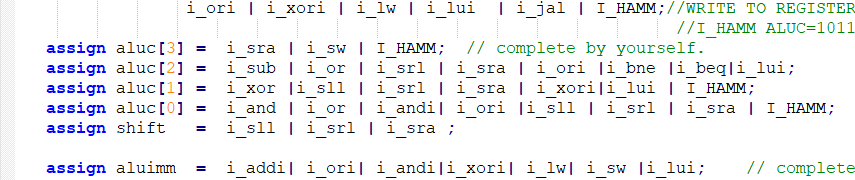 i_ori | i_xori | i_lw | i_lui | i_jal | I_HAMM;//WRITE TO REGISTER
//I_HAMM ALUC=1011
assign aluc[3] = i_sra | i_sw | I_HAMM; // complete by yourself.
assign aluc[2] = i_sub | i_or | i_srl | i_sra | i_ori |i_bne |i_beq|i_lui;
assign aluc[1] = i_xor |i_sll | i_srl | i_sra | i_xori|i_lui | I_HAMM;
assign aluc[0] = i_and | i_or | i_andi| i_ori |i_sll | i_srl | i_sra | I_HAMM;
assign shift = i_sll | i_srl | i_sra ;
assign aluimm = i_addi| i_ori| i_andi|i_xori| i_lw| i_sw |i_lui; // complete